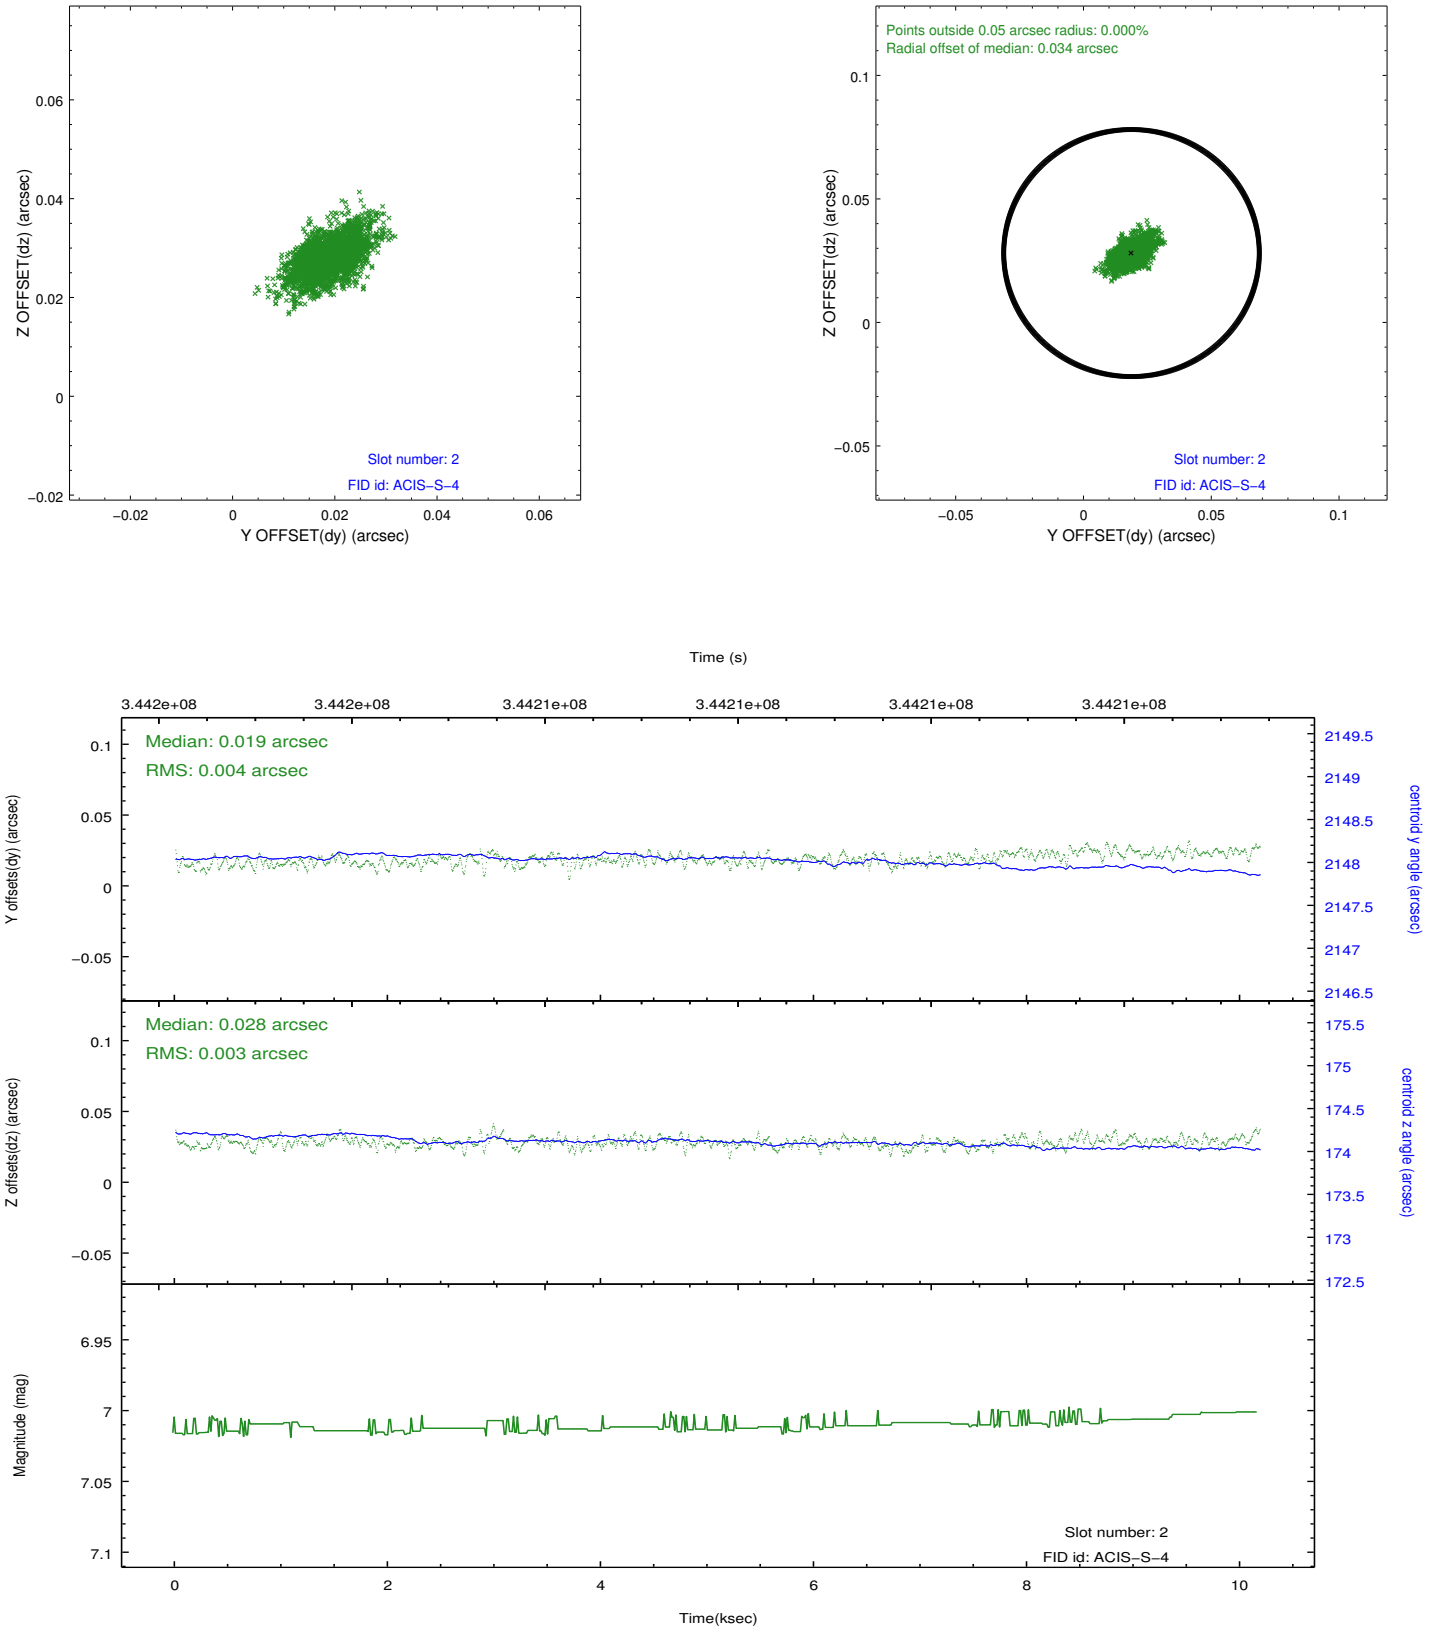 0.06
0.04
0.02
0
−0.02
Z OFFSET(dz) (arcsec)
Slot number: 2
FID id: ACIS−S−4
−0.02
0
0.02
0.04
0.06
Y OFFSET(dy) (arcsec)
Points outside 0.05 arcsec radius: 0.000%
Radial offset of median: 0.034 arcsec
0.1
0.05
0
−0.05
Z OFFSET(dz) (arcsec)
Slot number: 2
FID id: ACIS−S−4
−0.05
0
0.05
0.1
Y OFFSET(dy) (arcsec)
Time (s)
3.442e+08
3.442e+08
3.4421e+08
3.4421e+08
3.4421e+08
3.4421e+08
Median: 0.019 arcsec
RMS: 0.004 arcsec
0.1
0.05
0
−0.05
Y offsets(dy) (arcsec)
2149.5
2149
2148.5
2148
2147.5
2147
2146.5
centroid y angle (arcsec)
Median: 0.028 arcsec
RMS: 0.003 arcsec
0.1
0.05
0
−0.05
Z offsets(dz) (arcsec)
175.5
175
174.5
174
173.5
173
172.5
centroid z angle (arcsec)
6.95
7
7.05
7.1
Magnitude (mag)
Slot number: 2
FID id: ACIS−S−4
0
2
4
6
8
10
Time(ksec)